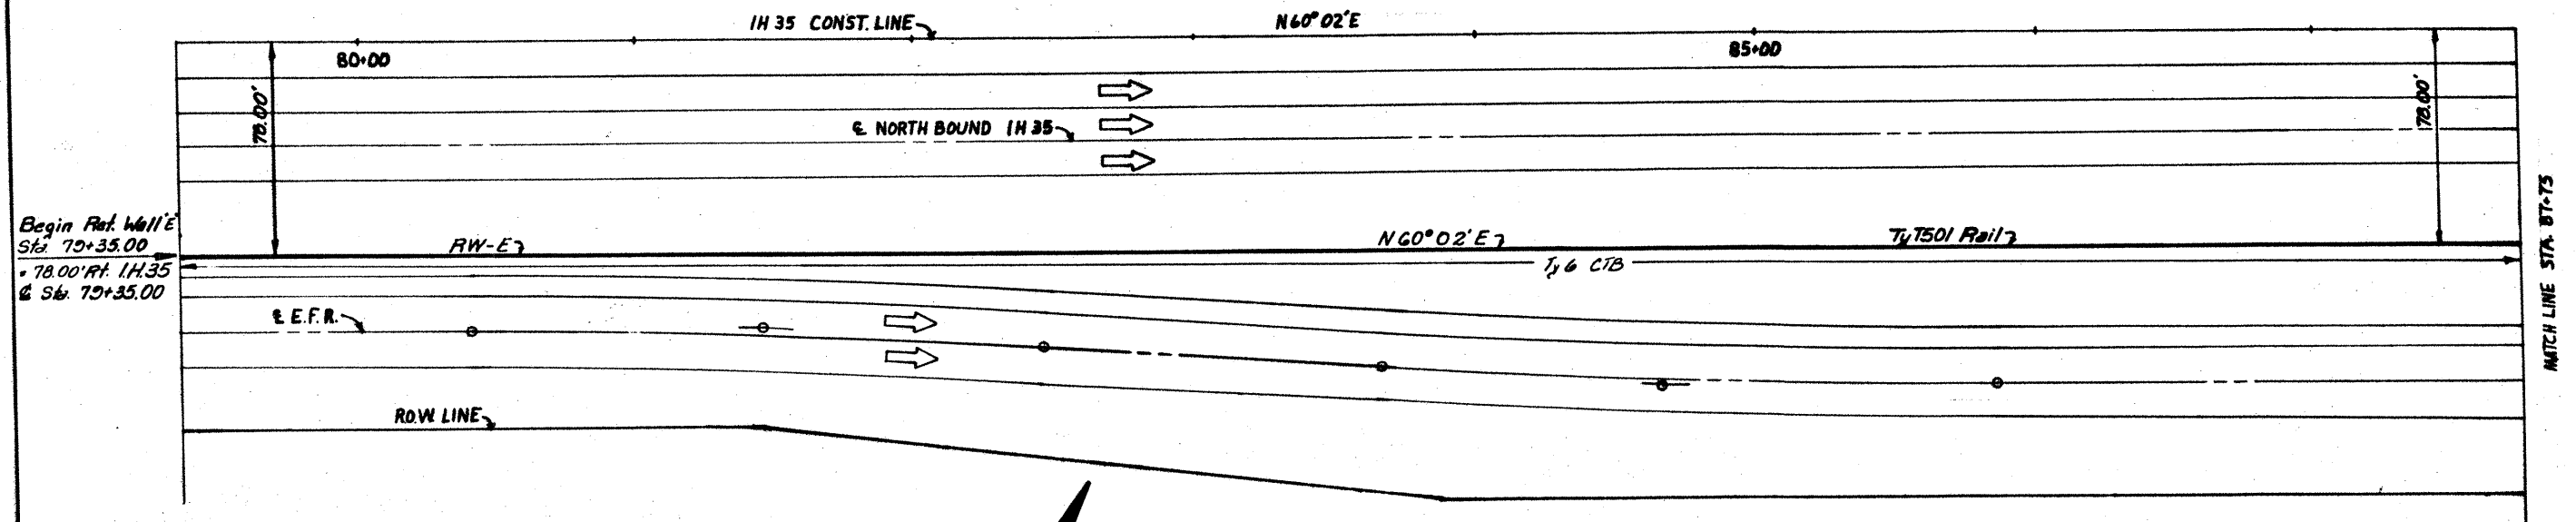 IH 35 CONST. LINE
N60°02'E
80+00
85+00
78.00'
78.00'
℄ NORTH BOUND IH 35
Begin Ret. Wall 'E'
Sta. 79+35.00
= 78.00' Rt. I.H. 35
℄ Sta. 79+35.00
RW-E
N60°02'E
Ty T501 Rail
Ty 6 CTB
℄ E.F.R.
R.O.W. LINE
MATCH LINE STA. 87+75